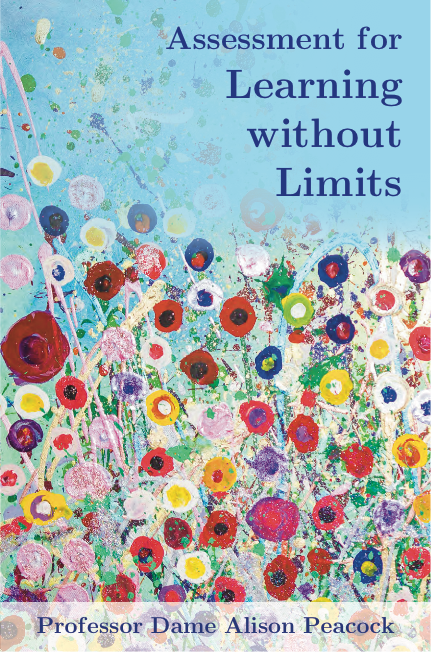 Assessment for
Learning
without
Limits
Professor Dame Alison Peacock